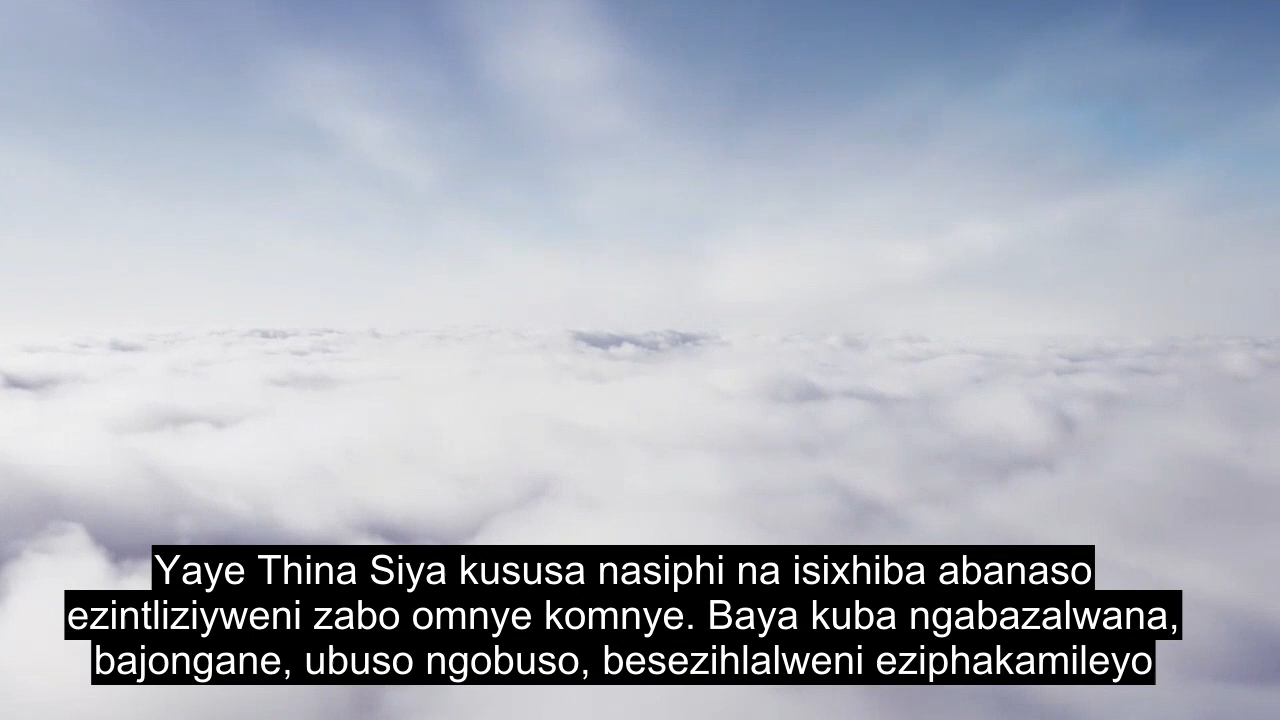 Yaye Thina Siya kususa nasiphi na isixhiba abanaso
ezintliziyweni zabo omnye komnye. Baya kuba ngabazalwana,
bajongane, ubuso ngobuso, besezihlalweni eziphakamileyo